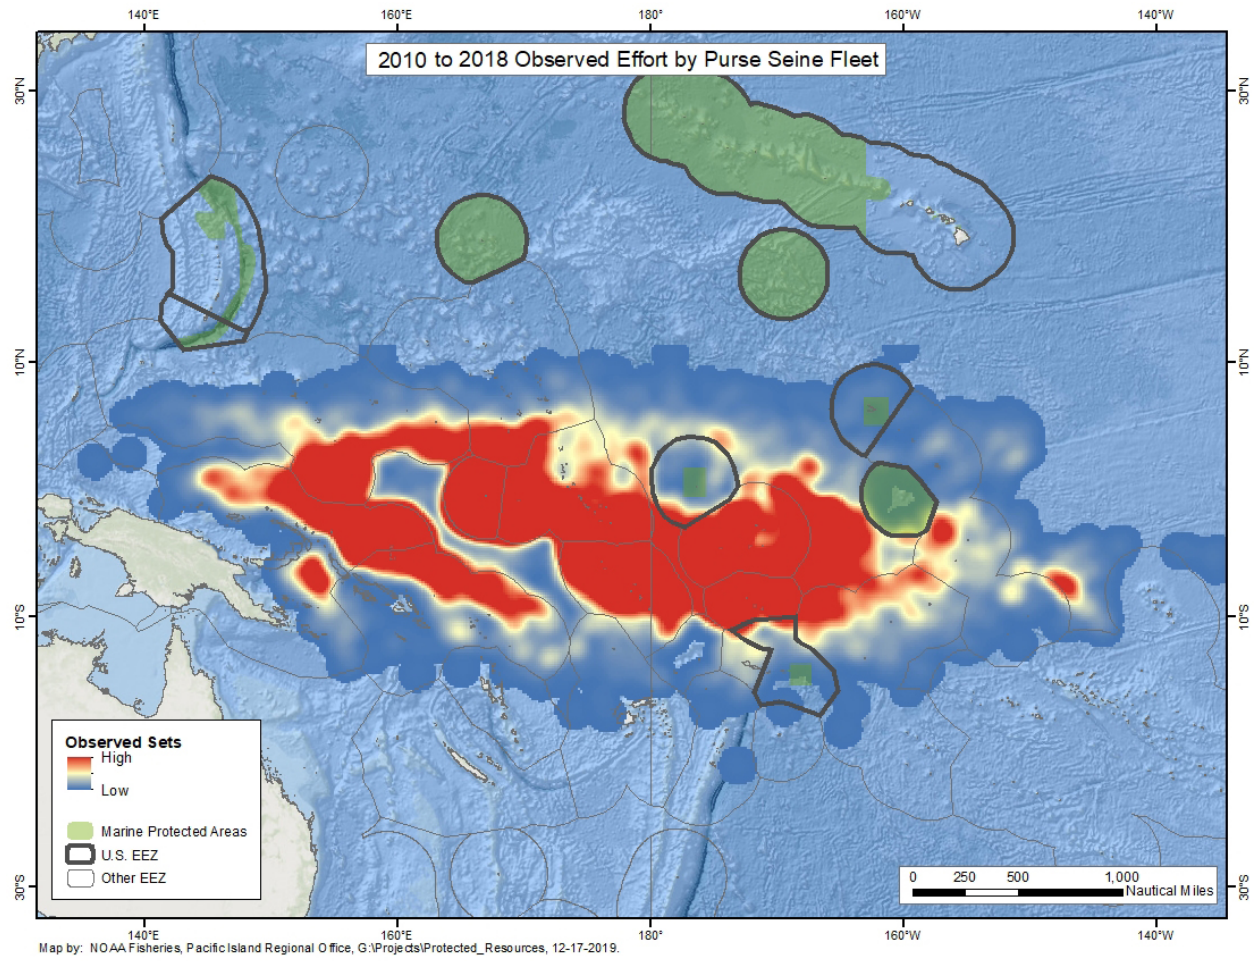 140°E 160°E 180° 160°W 140°W
2010 to 2018 Observed Effort by Purse Seine Fleet
30°N 30°N
10°N 10°N
10°S 10°S
Observed Sets
High
Low
Marine Protected Areas
U.S. EEZ
Other EEZ
0 250 500 1,000
Nautical Miles
30°S 30°S
140°E 160°E 180° 160°W 140°W
Map by: NOAA Fisheries, Pacific Island Regional Office, G:\Projects\Protected_Resources, 12-17-2019.